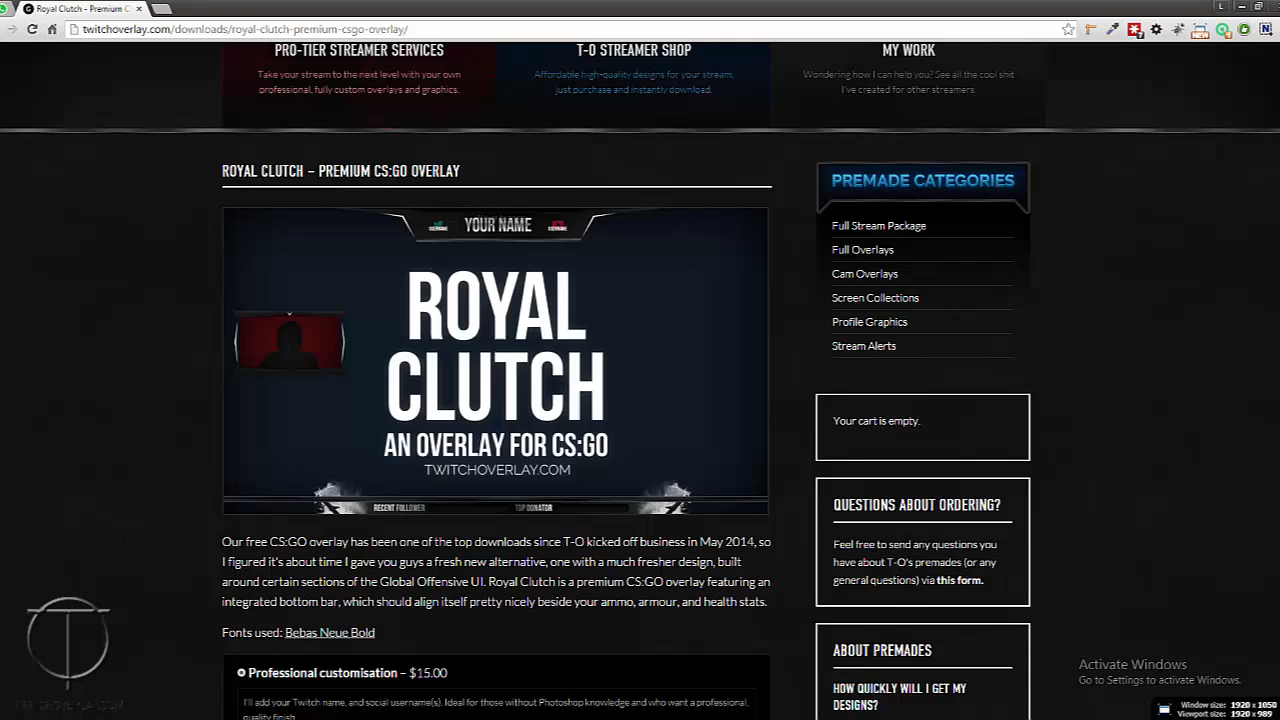 Royal Clutch - Premium C
twitchoverlay.com/downloads/royal-clutch-premium-csgo-overlay/
PRO-TIER STREAMER SERVICES
Take your stream to the next level with your own
professional, fully custom overlays and graphics.
T-O STREAMER SHOP
Affordable high-quality designs for your stream,
just purchase and instantly download.
MY WORK
Wondering how I can help you? See all the cool shit
I've created for other streamers.
ROYAL CLUTCH – PREMIUM CS:GO OVERLAY
YOUR NAME
ROYAL
CLUTCH
AN OVERLAY FOR CS:GO
TWITCHOVERLAY.COM
RECENT FOLLOWER
TOP DONATOR
Our free CS:GO overlay has been one of the top downloads since T-O kicked off business in May 2014, so
I figured it's about time I gave you guys a fresh new alternative, one with a much fresher design, built
around certain sections of the Global Offensive UI. Royal Clutch is a premium CS:GO overlay featuring an
integrated bottom bar, which should align itself pretty nicely beside your ammo, armour, and health stats.
Fonts used: Bebas Neue Bold
Professional customisation – $15.00
I'll add your Twitch name, and social username(s). Ideal for those without Photoshop knowledge and who want a professional,
quality finish.
PREMADE CATEGORIES
Full Stream Package
Full Overlays
Cam Overlays
Screen Collections
Profile Graphics
Stream Alerts
Your cart is empty.
QUESTIONS ABOUT ORDERING?
Feel free to send any questions you
have about T-O's premades (or any
general questions) via this form.
ABOUT PREMADES
HOW QUICKLY WILL I GET MY
DESIGNS?
Activate Windows
Go to Settings to activate Windows.
Window size: 1920 x 1050
Viewport size: 1920 x 989
TWITCHOVERLAY.COM